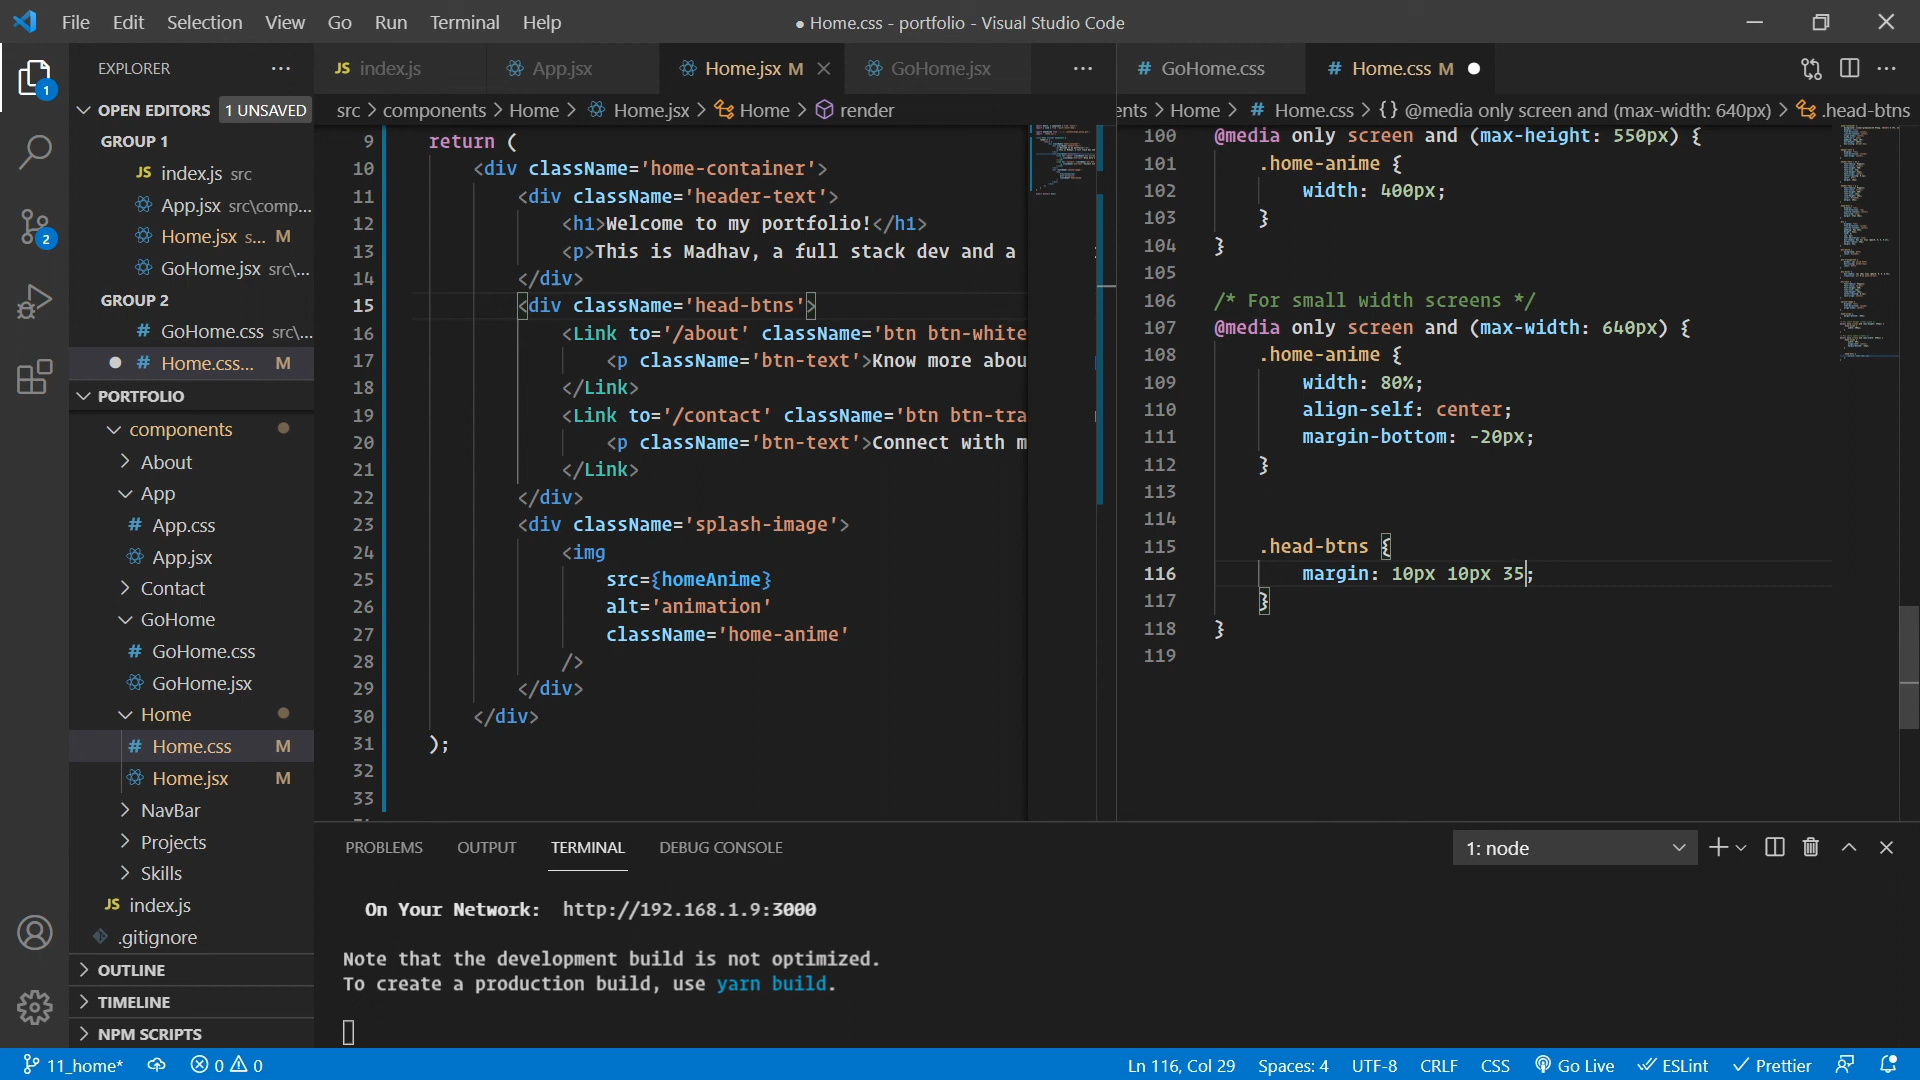 File Edit Selection View Go Run Terminal Help
● Home.css - portfolio - Visual Studio Code
EXPLORER
OPEN EDITORS 1 UNSAVED
GROUP 1
JS index.js src
App.jsx src\comp...
Home.jsx s... M
GoHome.jsx src\...
GROUP 2
# GoHome.css src\...
# Home.css... M
PORTFOLIO
components
About
App
# App.css
App.jsx
Contact
GoHome
# GoHome.css
GoHome.jsx
Home
# Home.css M
Home.jsx M
NavBar
Projects
Skills
JS index.js
.gitignore
OUTLINE
TIMELINE
NPM SCRIPTS
1
2
JS index.js App.jsx Home.jsx M GoHome.jsx
src > components > Home > Home.jsx > Home > render
9 return (
10 <div className='home-container'>
11 <div className='header-text'>
12 <h1>Welcome to my portfolio!</h1>
13 <p>This is Madhav, a full stack dev and a
14 </div>
15 <div className='head-btns'>
16 <Link to='/about' className='btn btn-white
17 <p className='btn-text'>Know more abou
18 </Link>
19 <Link to='/contact' className='btn btn-tra
20 <p className='btn-text'>Connect with m
21 </Link>
22 </div>
23 <div className='splash-image'>
24 <img
25 src={homeAnime}
26 alt='animation'
27 className='home-anime'
28 />
29 </div>
30 </div>
31 );
32
33
# GoHome.css # Home.css M
ents > Home > # Home.css > {} @media only screen and (max-width: 640px) > .head-btns
100 @media only screen and (max-height: 550px) {
101 .home-anime {
102 width: 400px;
103 }
104 }
105
106 /* For small width screens */
107 @media only screen and (max-width: 640px) {
108 .home-anime {
109 width: 80%;
110 align-self: center;
111 margin-bottom: -20px;
112 }
113
114
115 .head-btns {
116 margin: 10px 10px 35;
117 }
118 }
119
PROBLEMS OUTPUT TERMINAL DEBUG CONSOLE
1: node
On Your Network: http://192.168.1.9:3000
Note that the development build is not optimized.
To create a production build, use yarn build.
11_home* 0 0
Ln 116, Col 29 Spaces: 4 UTF-8 CRLF CSS Go Live ESLint Prettier